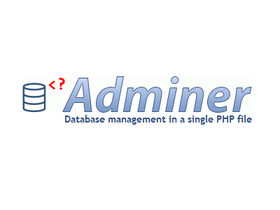 <? Adminer
Database management in a single PHP file